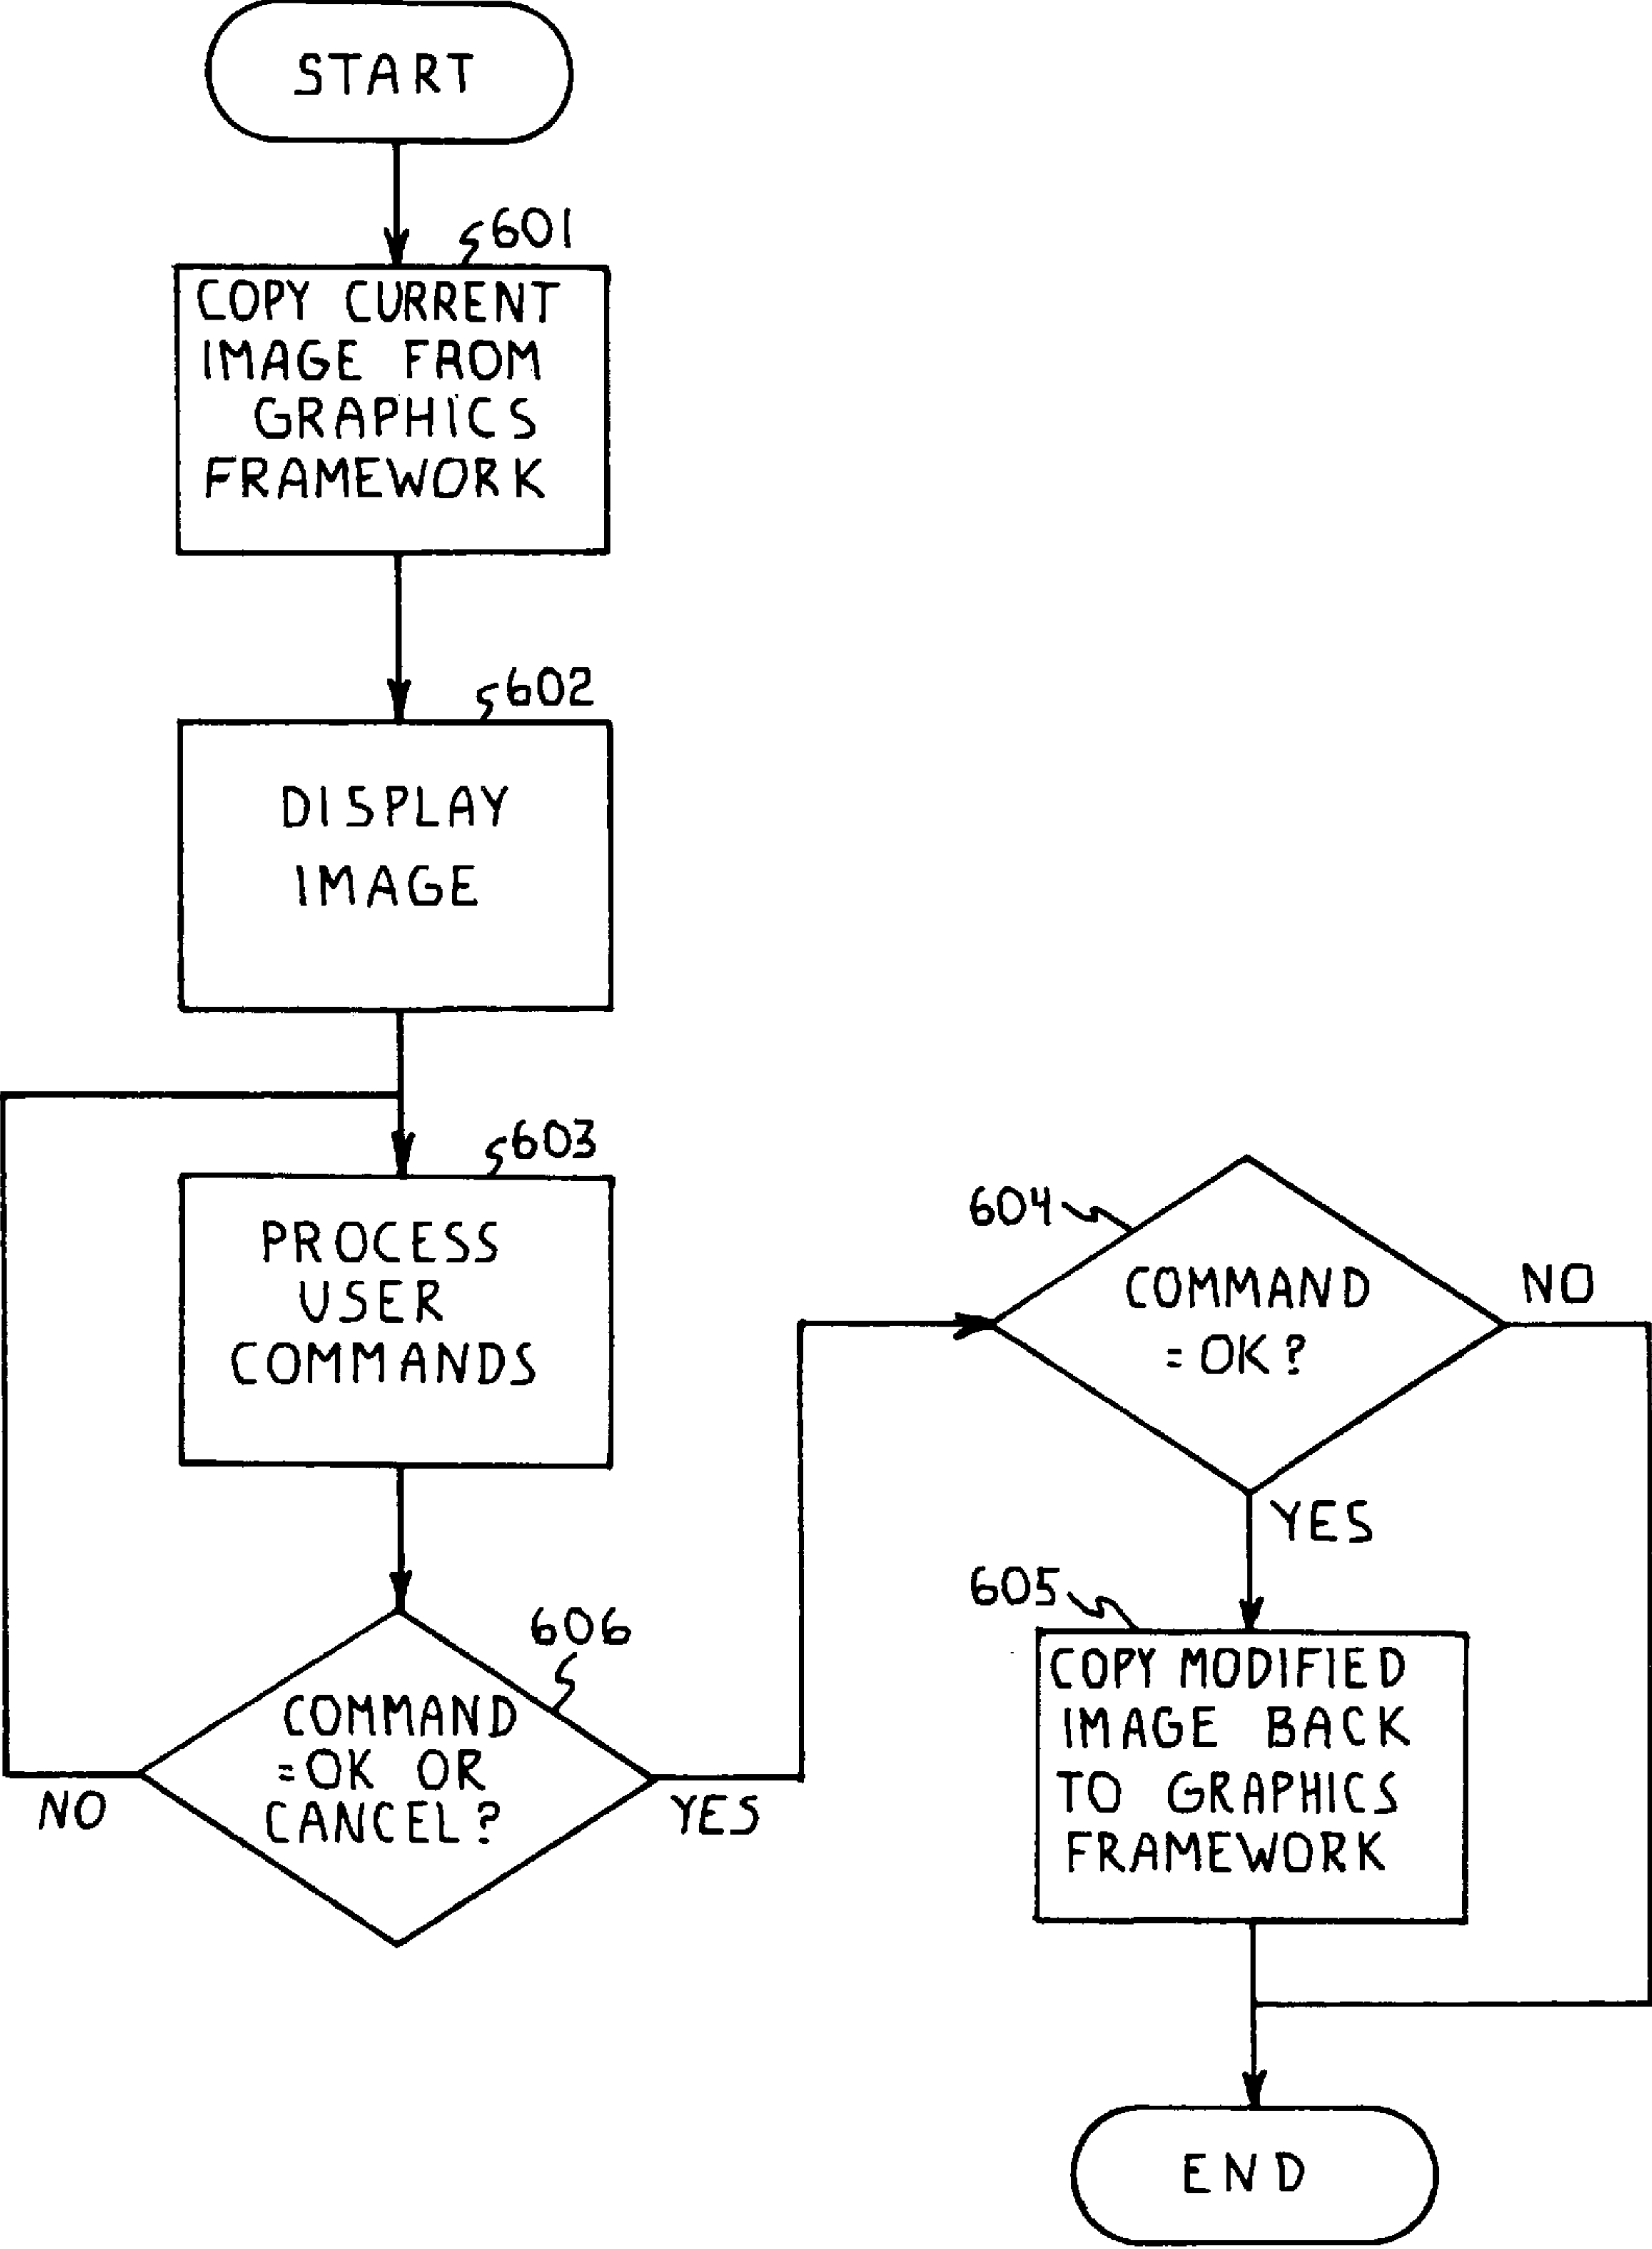 START
601
COPY CURRENT
IMAGE FROM
GRAPHICS
FRAMEWORK
602
DISPLAY
IMAGE
603
PROCESS
USER
COMMANDS
606
COMMAND
=OK OR
CANCEL?
NO
YES
604
COMMAND
= OK?
NO
YES
605
COPY MODIFIED
IMAGE BACK
TO GRAPHICS
FRAMEWORK
END